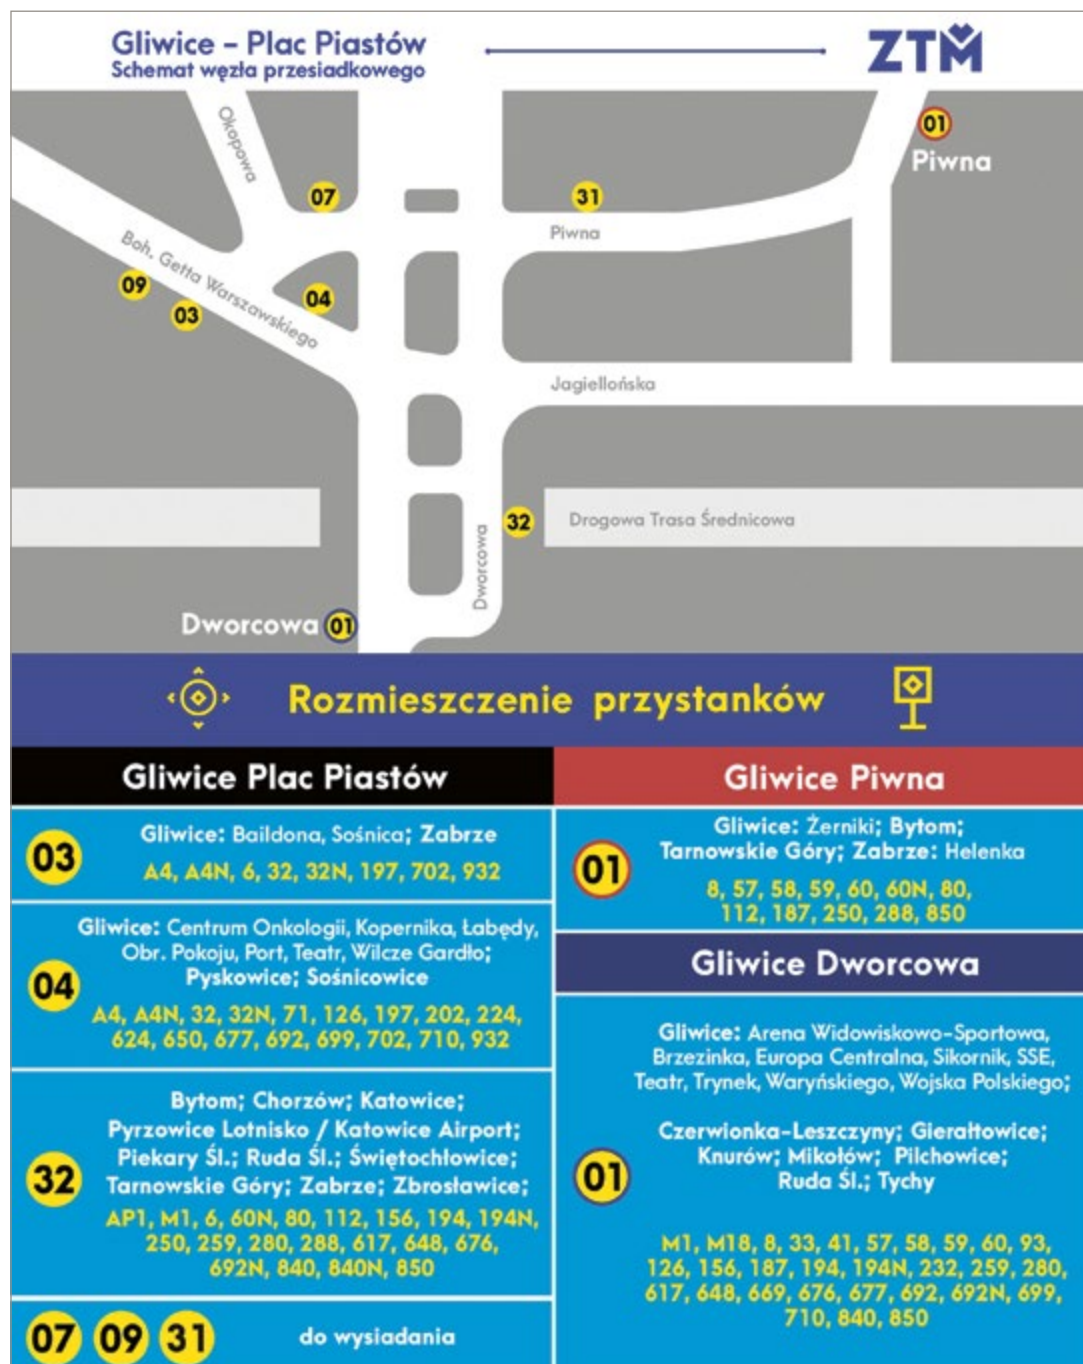 Gliwice – Plac Piastów
Schemat węzła przesiadkowego
ZTM
Okopowa
01
Piwna
07
31
Piwna
Boh. Getta Warszawskiego
09
03
04
Jagiellońska
32
Drogowa Trasa Średnicowa
Dworcowa
Dworcowa 01
Rozmieszczenie przystanków
Gliwice Plac Piastów
03
Gliwice: Baildona, Sośnica; Zabrze
A4, A4N, 6, 32, 32N, 197, 702, 932
04
Gliwice: Centrum Onkologii, Kopernika, Łabędy,
Obr. Pokoju, Port, Teatr, Wilcze Gardło;
Pyskowice; Sośnicowice
A4, A4N, 32, 32N, 71, 126, 197, 202, 224,
624, 650, 677, 692, 699, 702, 710, 932
32
Bytom; Chorzów; Katowice;
Pyrzowice Lotnisko / Katowice Airport;
Piekary Śl.; Ruda Śl.; Świętochłowice;
Tarnowskie Góry; Zabrze; Zbrosławice;
AP1, M1, 6, 60N, 80, 112, 156, 194, 194N,
250, 259, 280, 288, 617, 648, 676,
692N, 840, 840N, 850
07 09 31 do wysiadania
Gliwice Piwna
01
Gliwice: Żerniki; Bytom;
Tarnowskie Góry; Zabrze: Helenka
8, 57, 58, 59, 60, 60N, 80,
112, 187, 250, 288, 850
Gliwice Dworcowa
01
Gliwice: Arena Widowiskowo-Sportowa,
Brzezinka, Europa Centralna, Sikornik, SSE,
Teatr, Trynek, Waryńskiego, Wojska Polskiego;
Czerwionka-Leszczyny; Gierałtowice;
Knurów; Mikołów; Pilchowice;
Ruda Śl.; Tychy
M1, M18, 8, 33, 41, 57, 58, 59, 60, 93,
126, 156, 187, 194, 194N, 232, 259, 280,
617, 648, 669, 676, 677, 692, 692N, 699,
710, 840, 850